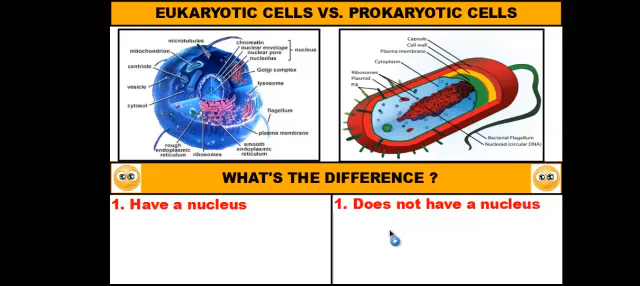 EUKARYOTIC CELLS VS. PROKARYOTIC CELLS
microtubules
mitochondrion
centriole
vesicle
cytosol
rough
endoplasmic
reticulum
ribosomes
smooth
endoplasmic
reticulum
chromatin
nuclear envelope
nuclear pore
nucleolus
nucleus
Golgi complex
lysosome
flagellum
plasma membrane
Capsule
Cell wall
Plasma membrane
Cytoplasm
Ribosomes
Plasmid
Pili
Bacterial Flagellum
Nucleoid (circular DNA)
WHAT'S THE DIFFERENCE ?
1. Have a nucleus
1. Does not have a nucleus